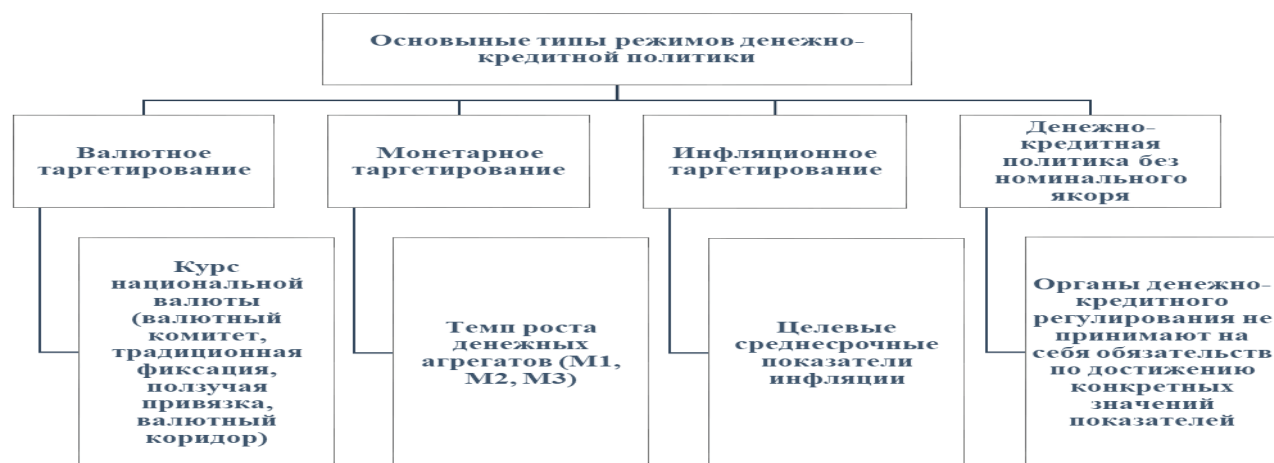 Основыные типы режимов денежно-
кредитной политики
Валютное
таргетирование
Монетарное
таргетирование
Инфляционное
таргетирование
Денежно-
кредитная
политика без
номинального
якоря
Курс
национальной
валюты
(валютный
комитет,
традиционная
фиксация,
ползучая
привязка,
валютный
коридор)
Темп роста
денежных
агрегатов (М1,
М2, М3)
Целевые
среднесрочные
показатели
инфляции
Органы денежно-
кредитного
регулирования не
принимают на
себя обязательств
по достижению
конкретных
значений
показателей